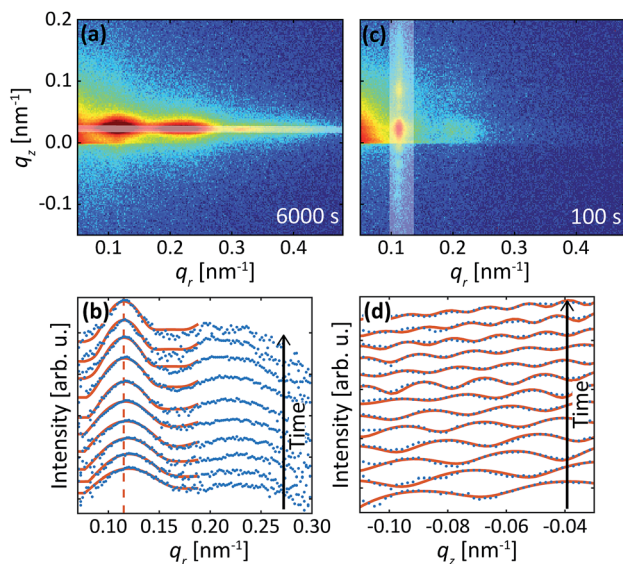 (a)
0.2
0.1
0.0
-0.1
q_z [nm⁻¹]
6000 s
0.1 0.2 0.3 0.4
q_r [nm⁻¹]
(c)
100 s
0.1 0.2 0.3 0.4
q_r [nm⁻¹]
(b)
Intensity [arb. u.]
Time
0.10 0.15 0.20 0.25 0.30
q_r [nm⁻¹]
(d)
Intensity [arb. u.]
Time
-0.10 -0.08 -0.06 -0.04
q_z [nm⁻¹]